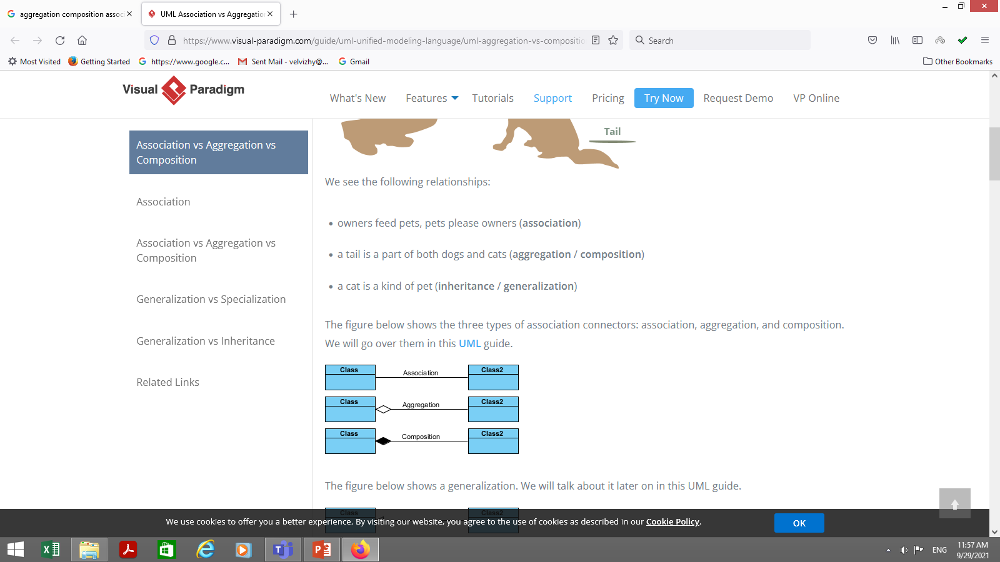 aggregation composition assoc
UML Association vs Aggregatio
https://www.visual-paradigm.com/guide/uml-unified-modeling-language/uml-aggregation-vs-compositio
Search
Most Visited
Getting Started
https://www.google.c...
Sent Mail - velvizhy@...
Gmail
Other Bookmarks
Visual Paradigm
What's New
Features
Tutorials
Support
Pricing
Try Now
Request Demo
VP Online
Association vs Aggregation vs
Composition
Association
Association vs Aggregation vs
Composition
Generalization vs Specialization
Generalization vs Inheritance
Related Links
Tail
We see the following relationships:
• owners feed pets, pets please owners (association)
• a tail is a part of both dogs and cats (aggregation / composition)
• a cat is a kind of pet (inheritance / generalization)
The figure below shows the three types of association connectors: association, aggregation, and composition.
We will go over them in this UML guide.
Class Association Class2
Class Aggregation Class2
Class Composition Class2
The figure below shows a generalization. We will talk about it later on in this UML guide.
Class Class2
We use cookies to offer you a better experience. By visiting our website, you agree to the use of cookies as described in our Cookie Policy.
OK
ENG
11:57 AM
9/29/2021